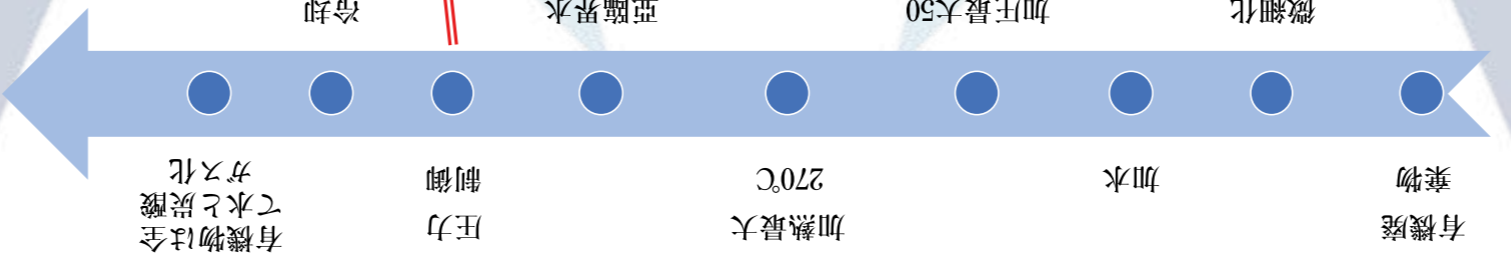 有機廃
棄物
加水
加熱最大
270℃
圧力
制御
有機物は全
て水と炭酸
ガス化
微細化
加圧最大50
亜臨界水
冷却